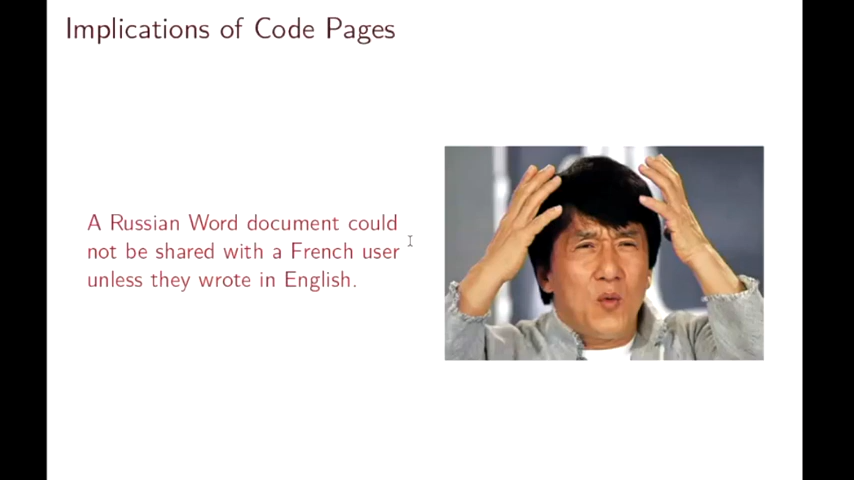 Implications of Code Pages
A Russian Word document could
not be shared with a French user
unless they wrote in English.